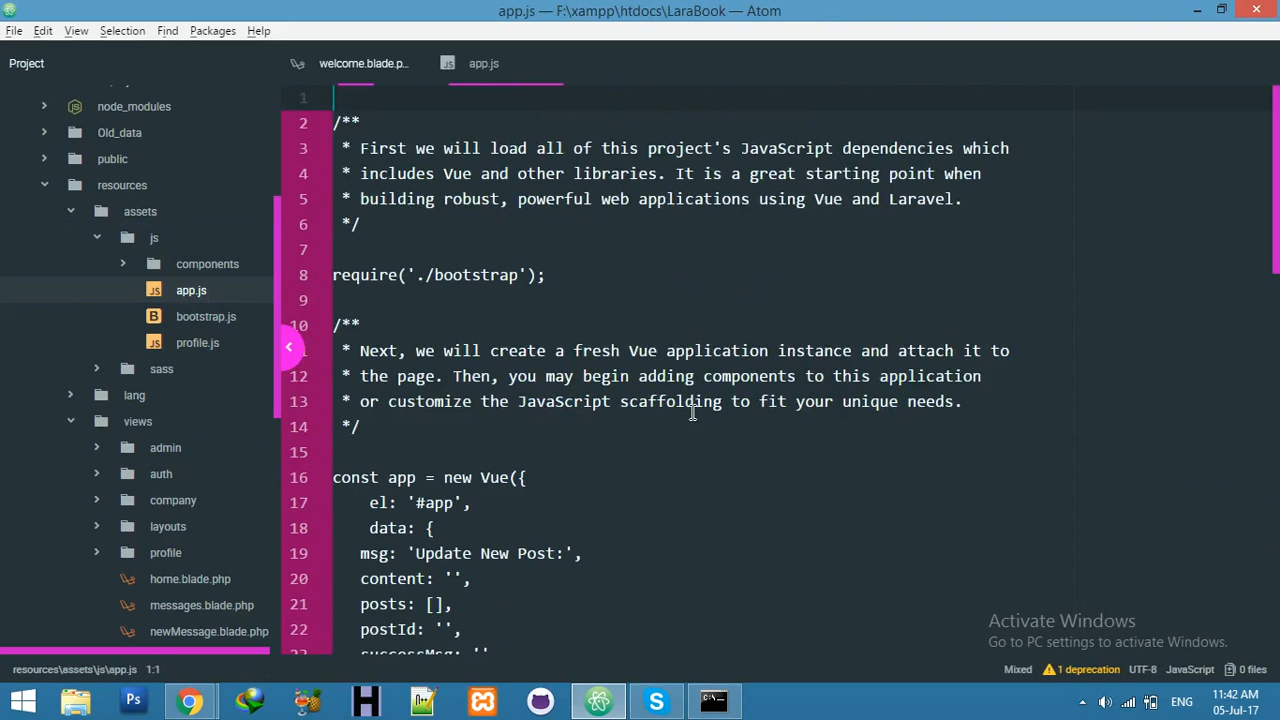 app.js — F:\xampp\htdocs\LaraBook — Atom
File Edit View Selection Find Packages Help
Project
welcome.blade.p...
app.js
node_modules
Old_data
public
resources
assets
js
components
app.js
bootstrap.js
profile.js
sass
lang
views
admin
auth
company
layouts
profile
home.blade.php
messages.blade.php
newMessage.blade.php
1
2 /**
3 * First we will load all of this project's JavaScript dependencies which
4 * includes Vue and other libraries. It is a great starting point when
5 * building robust, powerful web applications using Vue and Laravel.
6 */
7
8 require('./bootstrap');
9
10 /**
* Next, we will create a fresh Vue application instance and attach it to
12 * the page. Then, you may begin adding components to this application
13 * or customize the JavaScript scaffolding to fit your unique needs.
14 */
15
16 const app = new Vue({
17 el: '#app',
18 data: {
19 msg: 'Update New Post:',
20 content: '',
21 posts: [],
22 postId: '',
23 successMsg: ''
Activate Windows
Go to PC settings to activate Windows.
resources\assets\js\app.js 1:1
Mixed 1 deprecation UTF-8 JavaScript 0 files
Ps
ENG
11:42 AM
05-Jul-17